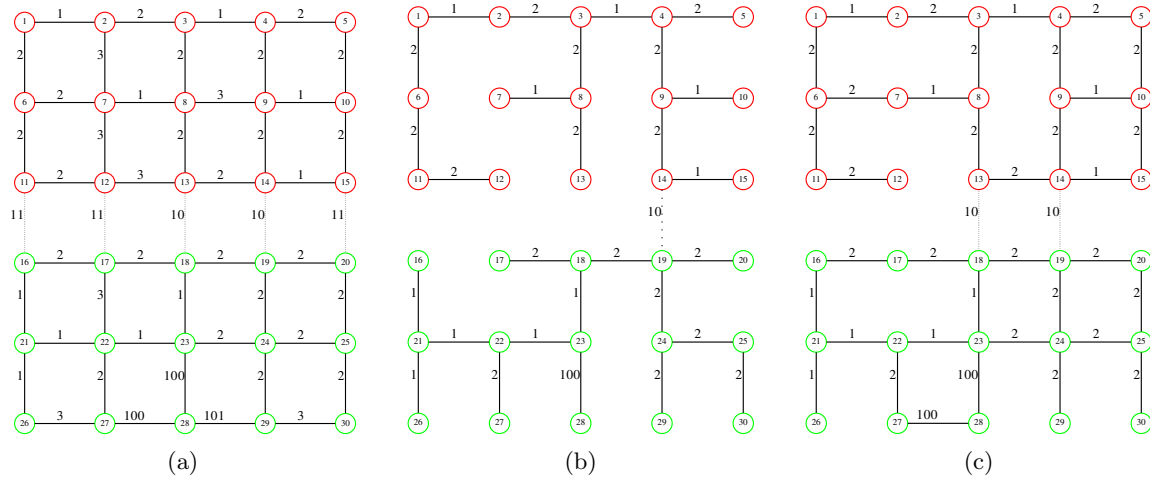 1 1 2 2 3 1 4 2 5
2 3 2 2 2
6 2 7 1 8 3 9 1 10
2 3 2 2 2
11 2 12 3 13 2 14 1 15
11 11 10 10 11
16 2 17 2 18 2 19 2 20
1 3 1 2 2
21 1 22 1 23 2 24 2 25
1 2 100 2 2
26 3 27 100 28 101 29 3 30
(a)
1 1 2 2 3 1 4 2 5
2 2 2
6 7 1 8 9 1 10
2 2 2
11 2 12 13 14 1 15
10
16 17 2 18 2 19 2 20
1 1 2
21 1 22 1 23 24 2 25
1 2 100 2 2
26 27 28 29 30
(b)
1 1 2 2 3 1 4 2 5
2 2 2 2
6 2 7 1 8 9 1 10
2 2 2 2
11 2 12 13 2 14 1 15
10 10
16 2 17 2 18 2 19 2 20
1 1 2 2
21 1 22 1 23 2 24 2 25
1 2 100 2 2
26 27 100 28 29 30
(c)